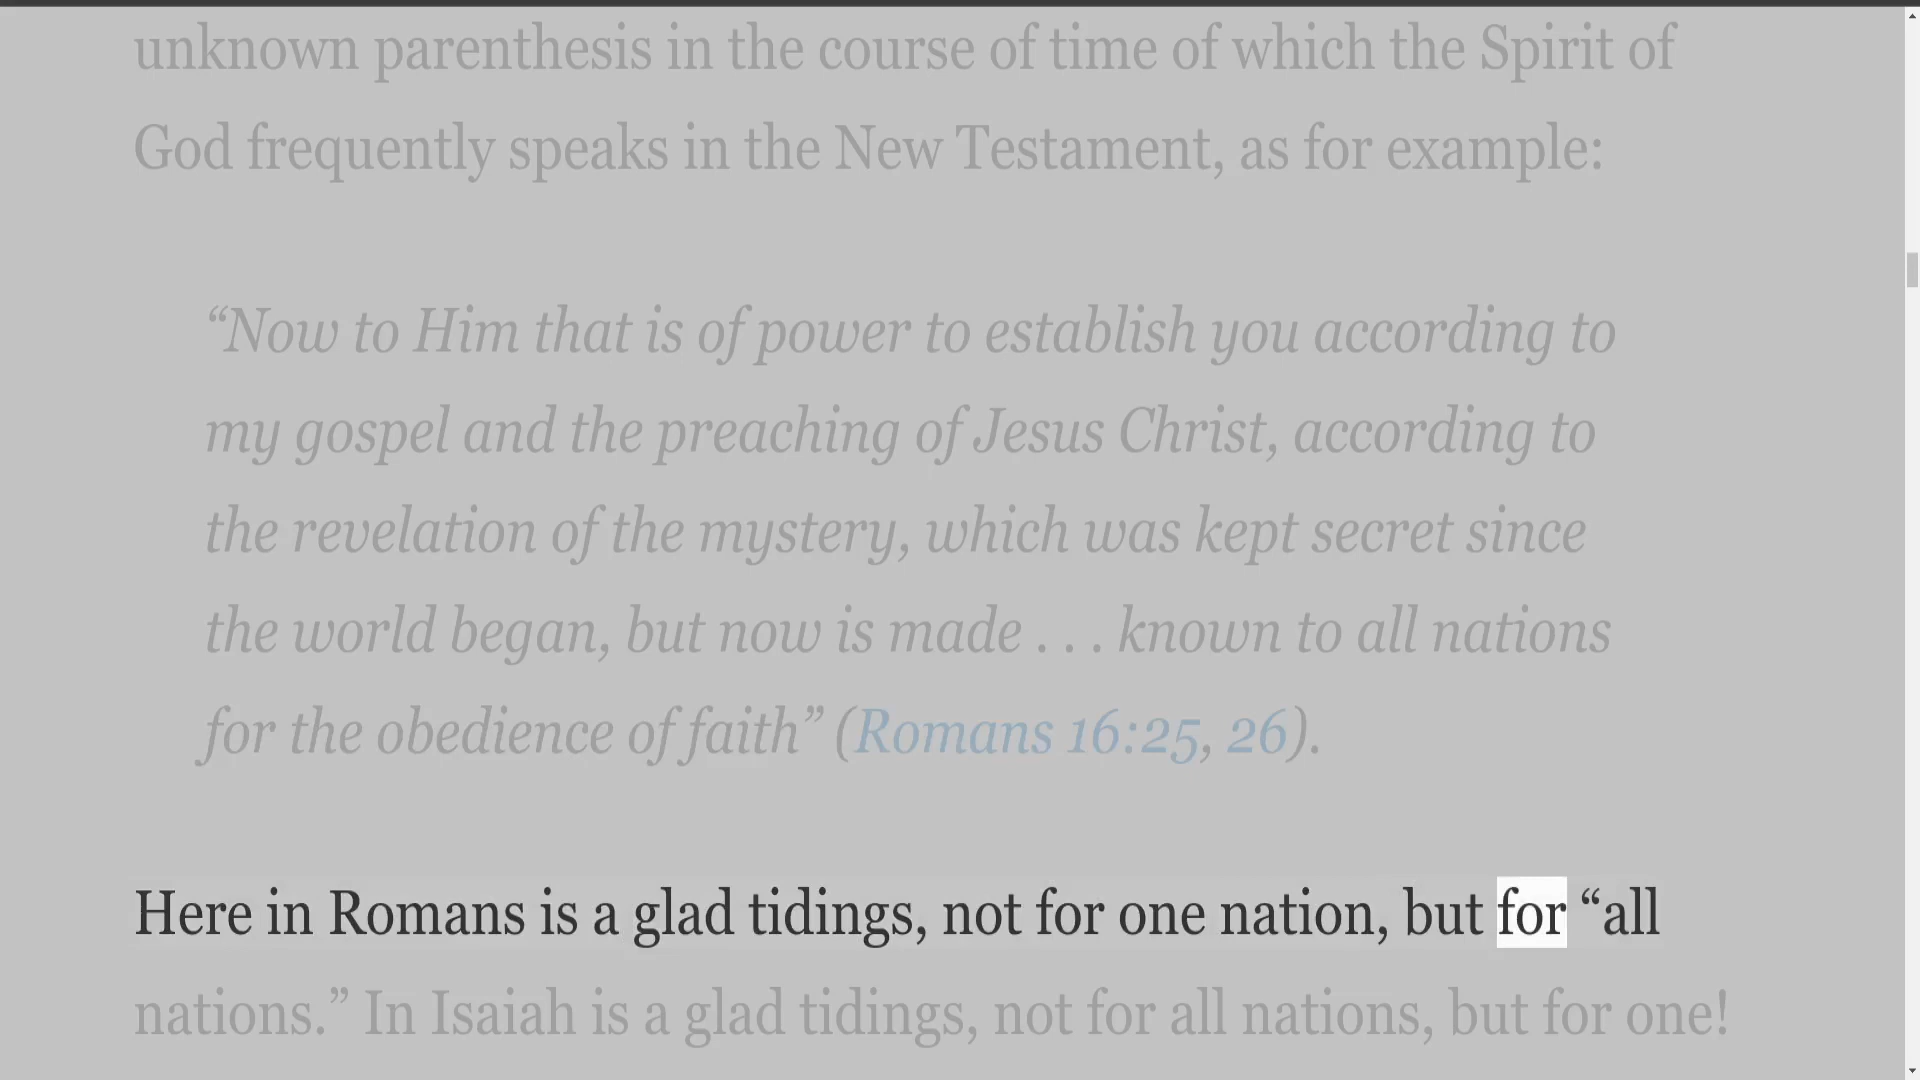 unknown parenthesis in the course of time of which the Spirit of
God frequently speaks in the New Testament, as for example:
“Now to Him that is of power to establish you according to
my gospel and the preaching of Jesus Christ, according to
the revelation of the mystery, which was kept secret since
the world began, but now is made . . . known to all nations
for the obedience of faith” (Romans 16:25, 26).
Here in Romans is a glad tidings, not for one nation, but for “all
nations.” In Isaiah is a glad tidings, not for all nations, but for one!